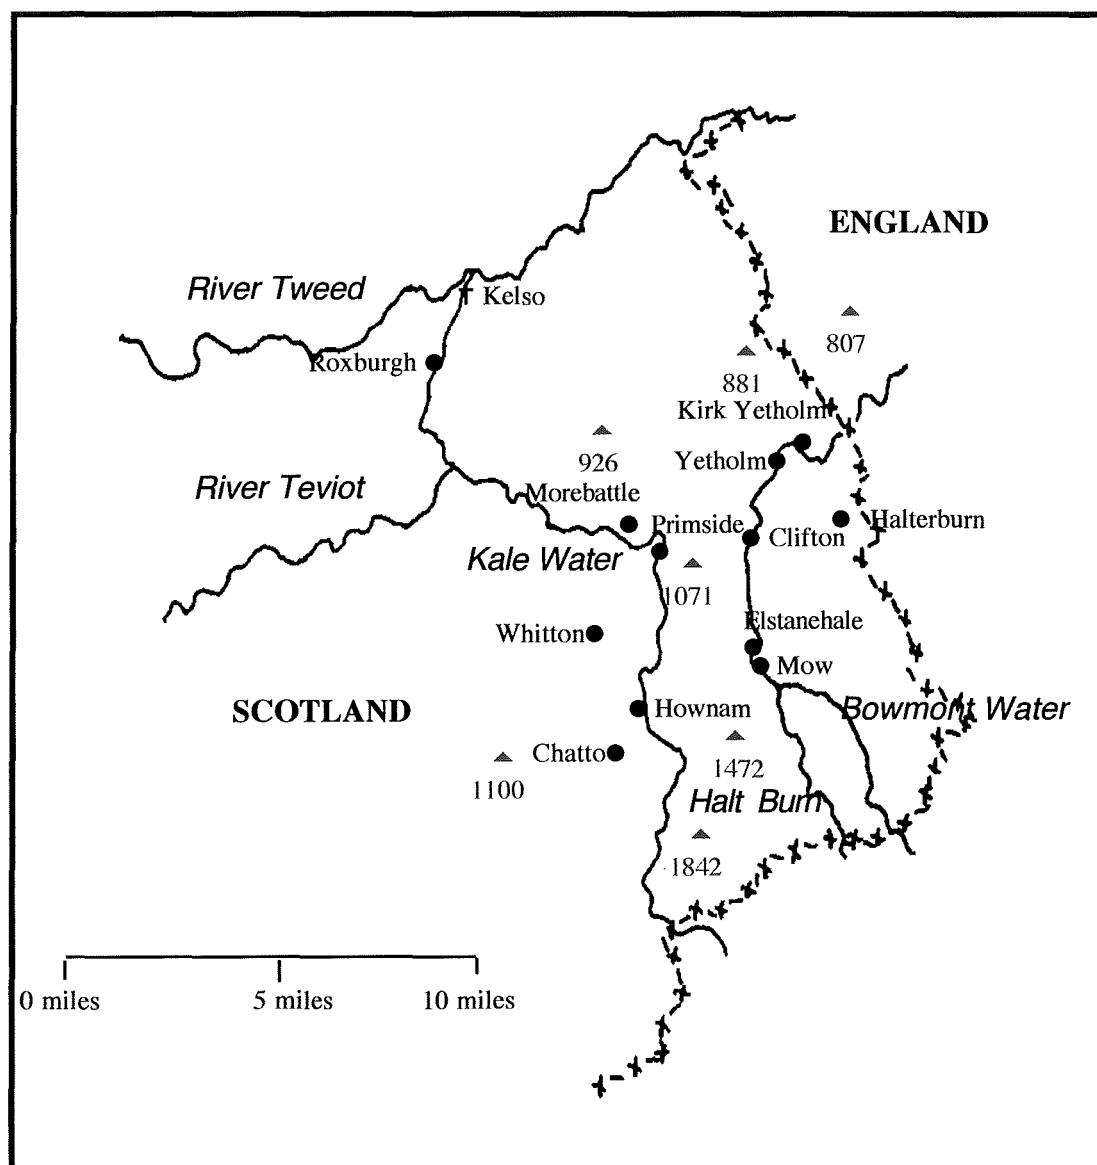 ENGLAND
River Tweed
Kelso
807
Roxburgh
881
Kirk Yetholm
926
Yetholm
River Teviot
Morebattle
Primside
Halterburn
Clifton
Kale Water
1071
Elstanehale
Whitton
Mow
SCOTLAND
Hownam
Bowmont Water
Chatto
1472
1100
Halt Burn
1842
0 miles
5 miles
10 miles